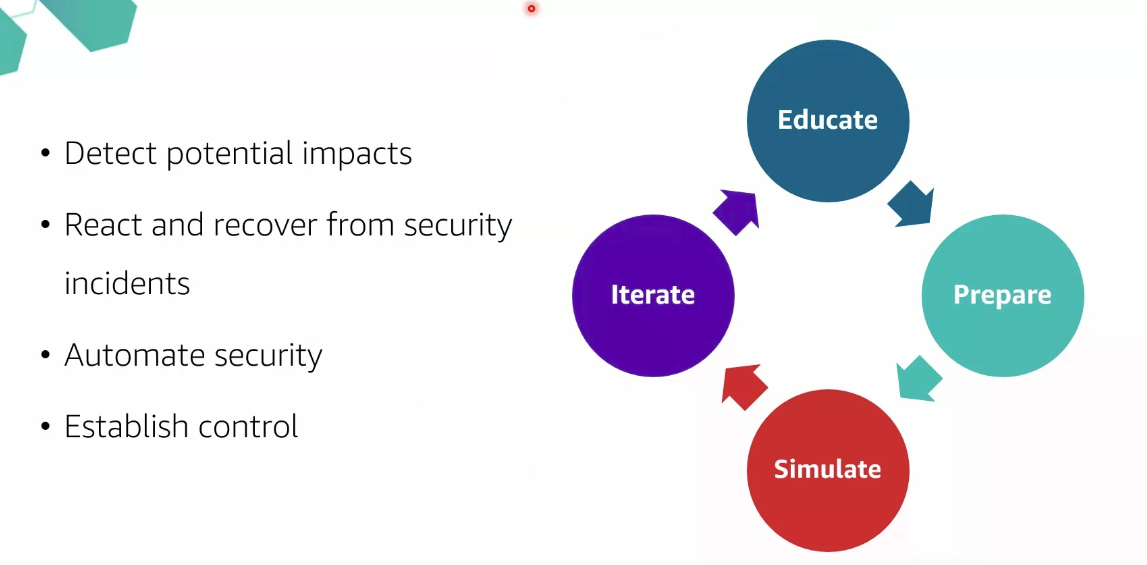 • Detect potential impacts
• React and recover from security
incidents
• Automate security
• Establish control
Educate
Prepare
Simulate
Iterate